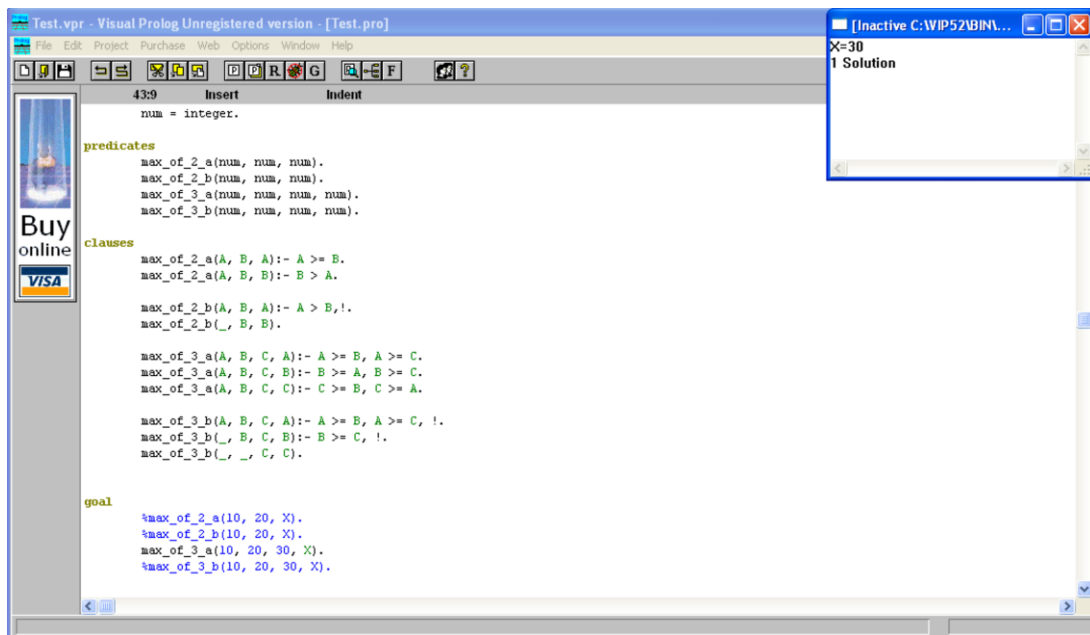 Test.vpr - Visual Prolog Unregistered version - [Test.pro]
File Edit Project Purchase Web Options Window Help
P R G F ?
43:9 Insert Indent
num = integer.
predicates
max_of_2_a(num, num, num).
max_of_2_b(num, num, num).
max_of_3_a(num, num, num, num).
max_of_3_b(num, num, num, num).
clauses
max_of_2_a(A, B, A):- A >= B.
max_of_2_a(A, B, B):- B > A.
max_of_2_b(A, B, A):- A > B,!.
max_of_2_b(_, B, B).
max_of_3_a(A, B, C, A):- A >= B, A >= C.
max_of_3_a(A, B, C, B):- B >= A, B >= C.
max_of_3_a(A, B, C, C):- C >= B, C >= A.
max_of_3_b(A, B, C, A):- A >= B, A >= C, !.
max_of_3_b(_, B, C, B):- B >= C, !.
max_of_3_b(_, _, C, C).
goal
%max_of_2_a(10, 20, X).
%max_of_2_b(10, 20, X).
max_of_3_a(10, 20, 30, X).
%max_of_3_b(10, 20, 30, X).
Buy
online
VISA
[Inactive C:\VIP52\BIN\...
X=30
1 Solution